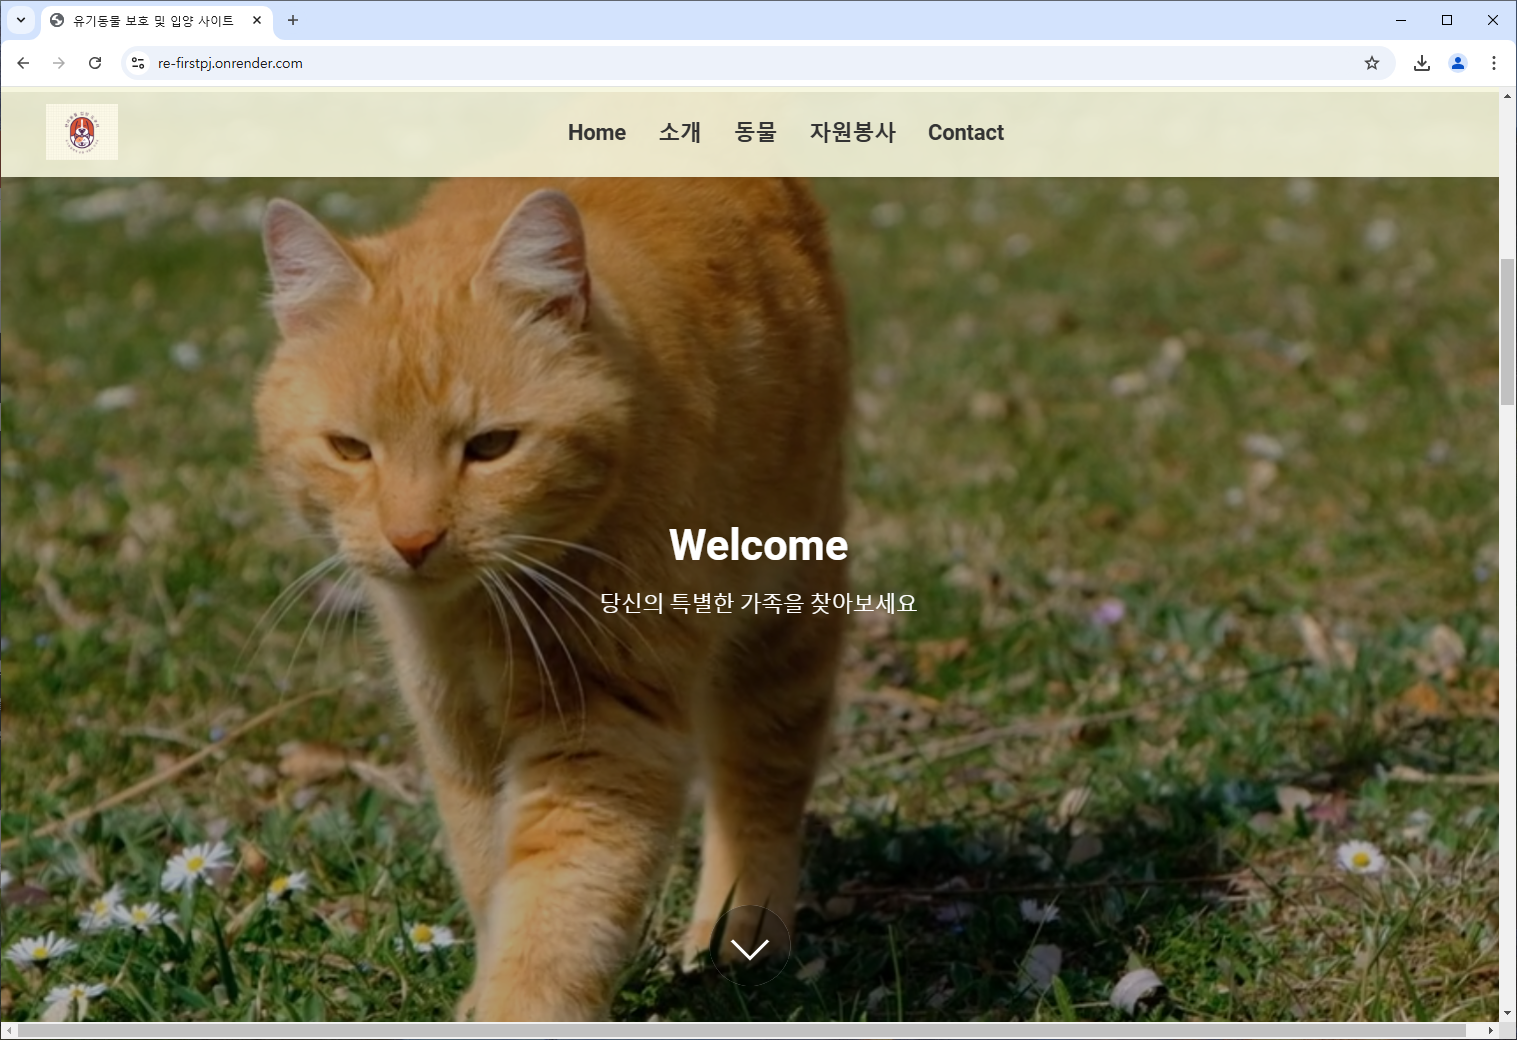 유기동물 보호 및 입양 사이트
re-firstpj.onrender.com
Home 소개 동물 자원봉사 Contact
Welcome
당신의 특별한 가족을 찾아보세요